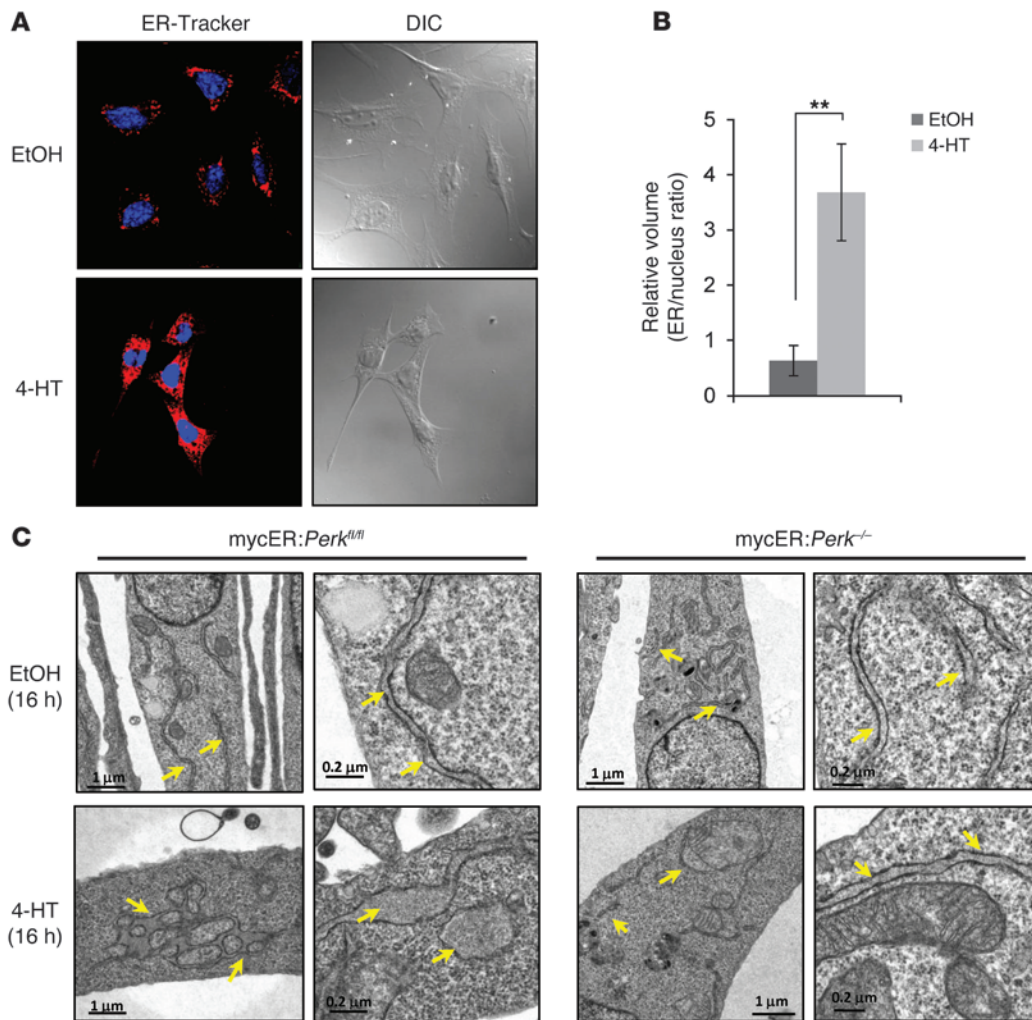 A
ER-Tracker
DIC
EtOH
4-HT
B
**
EtOH
4-HT
Relative volume
(ER/nucleus ratio)
5
4
3
2
1
0
C
mycER:Perkfl/fl
mycER:Perk–/–
EtOH
(16 h)
1 μm
0.2 μm
1 μm
0.2 μm
4-HT
(16 h)
1 μm
0.2 μm
1 μm
0.2 μm